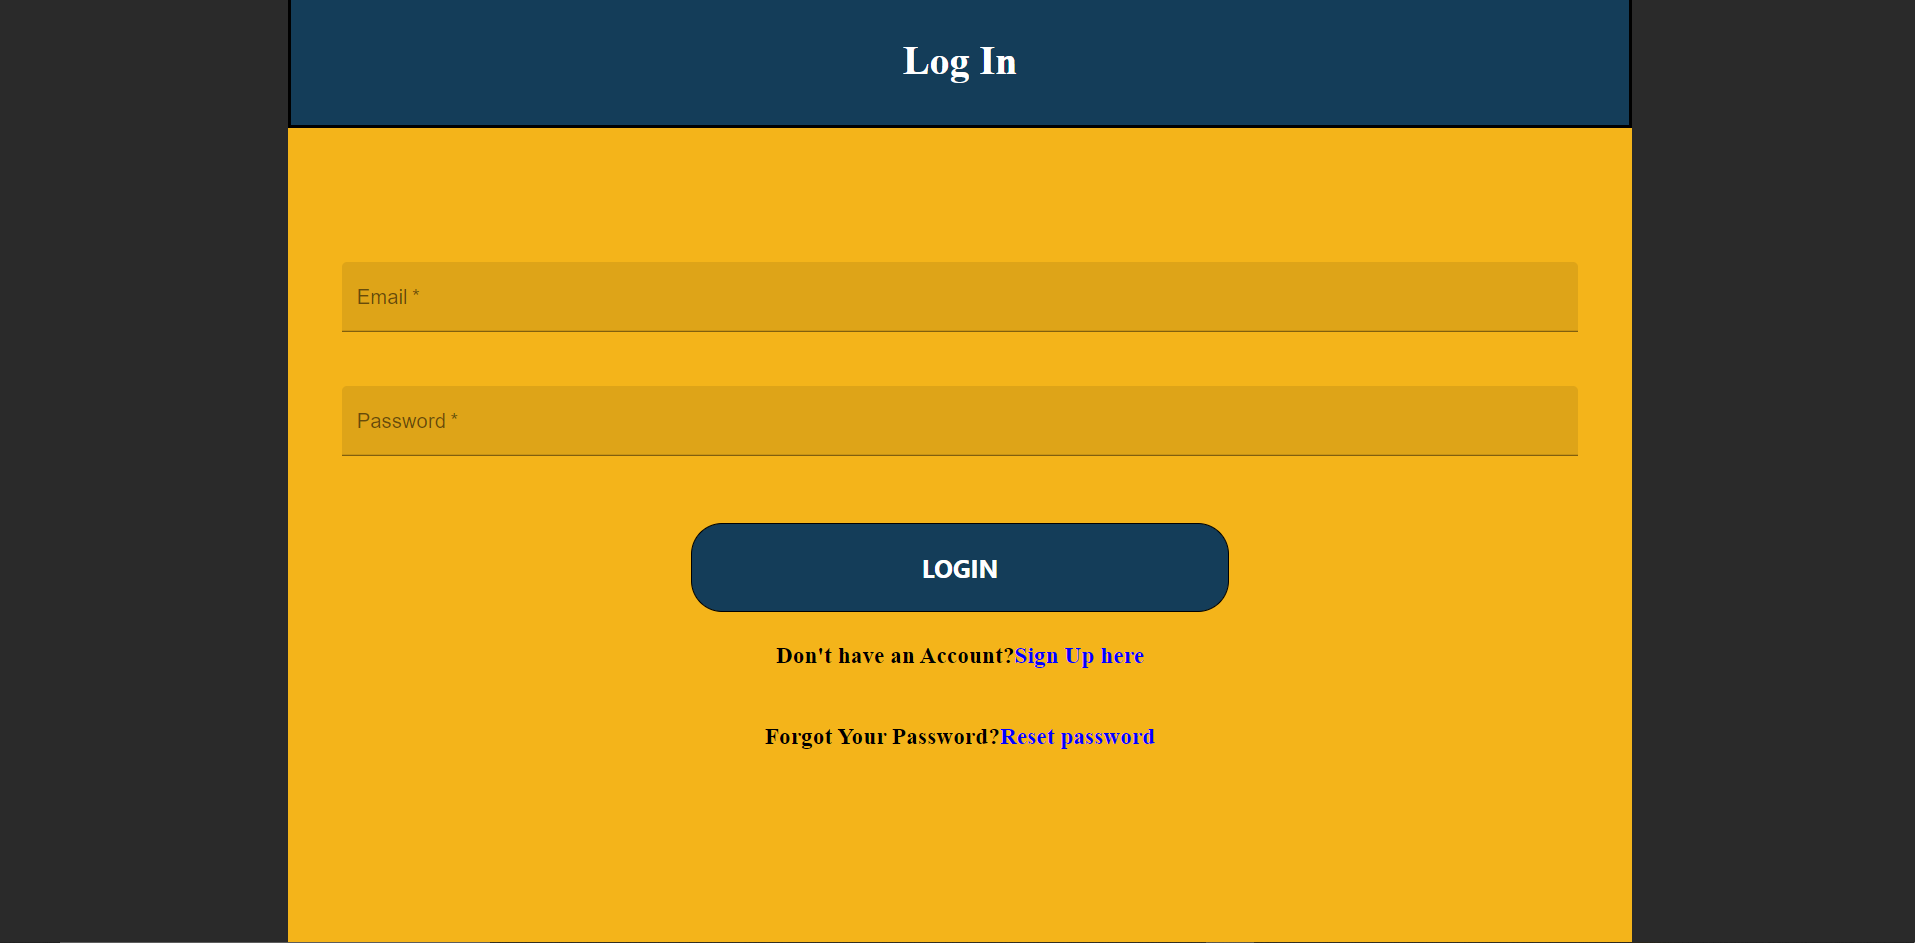 Log In
Email *
Password *
LOGIN
Don't have an Account?Sign Up here
Forgot Your Password?Reset password